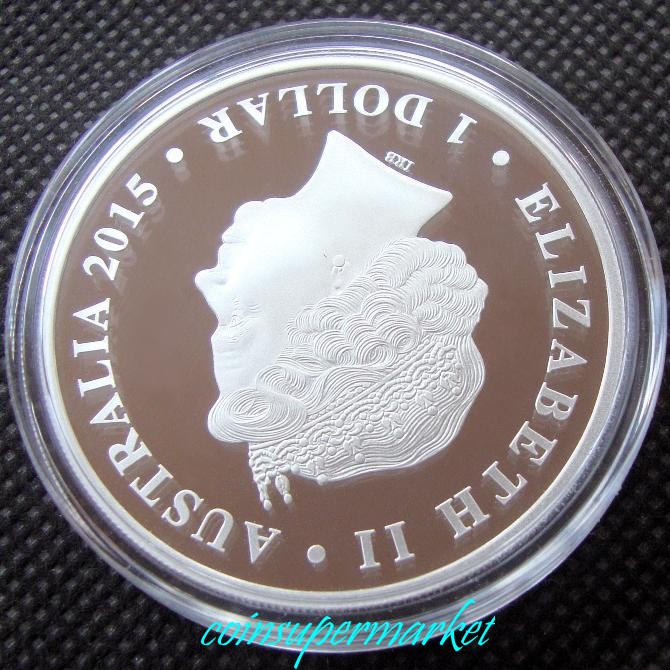 ELIZABETH II • AUSTRALIA 2015 • 1 DOLLAR •
IRB
coinsupermarket